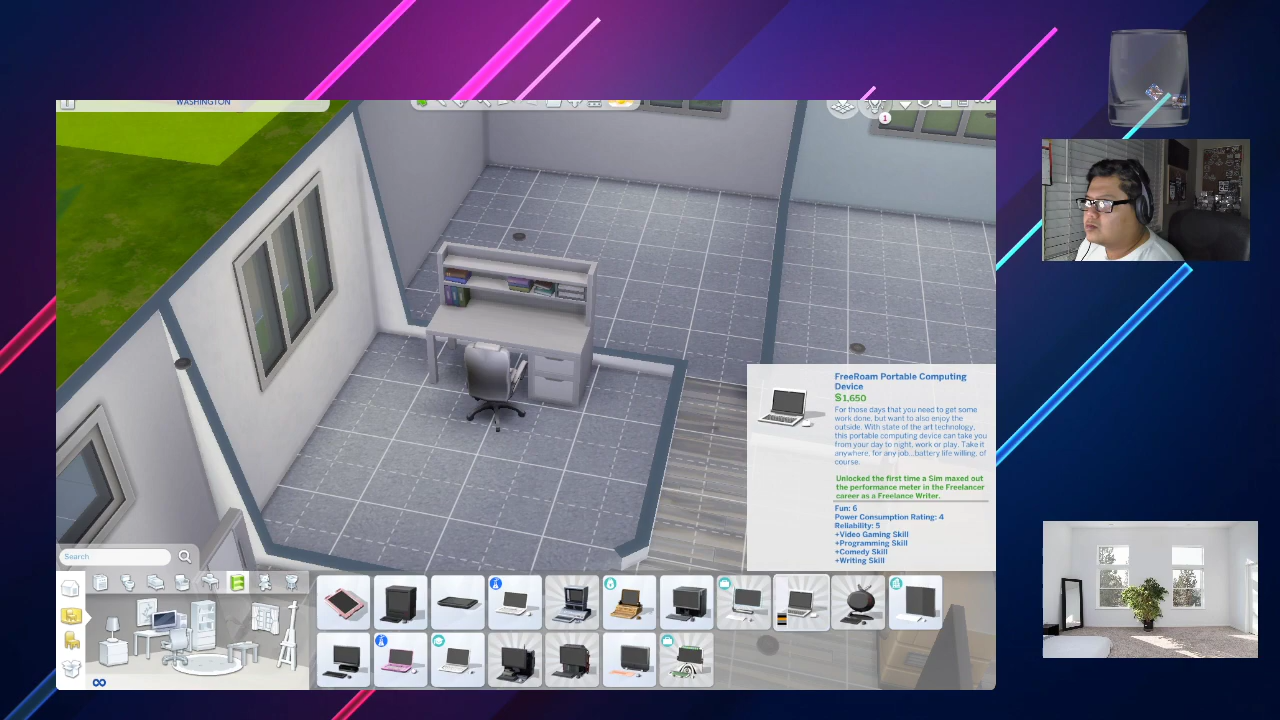 WASHINGTON
1
FreeRoam Portable Computing
Device
§1,650
For those days that you need to get some
work done, but want to also enjoy the
outside. With state of the art technology,
this portable computing device can take you
from your day to night, work or play. Take it
anywhere, for any job...battery life willing, of
course.
Unlocked the first time a Sim maxed out
the performance meter in the Freelancer
career as a Freelance Writer.
Fun: 6
Power Consumption Rating: 4
Reliability: 5
+Video Gaming Skill
+Programming Skill
+Comedy Skill
+Writing Skill
Search